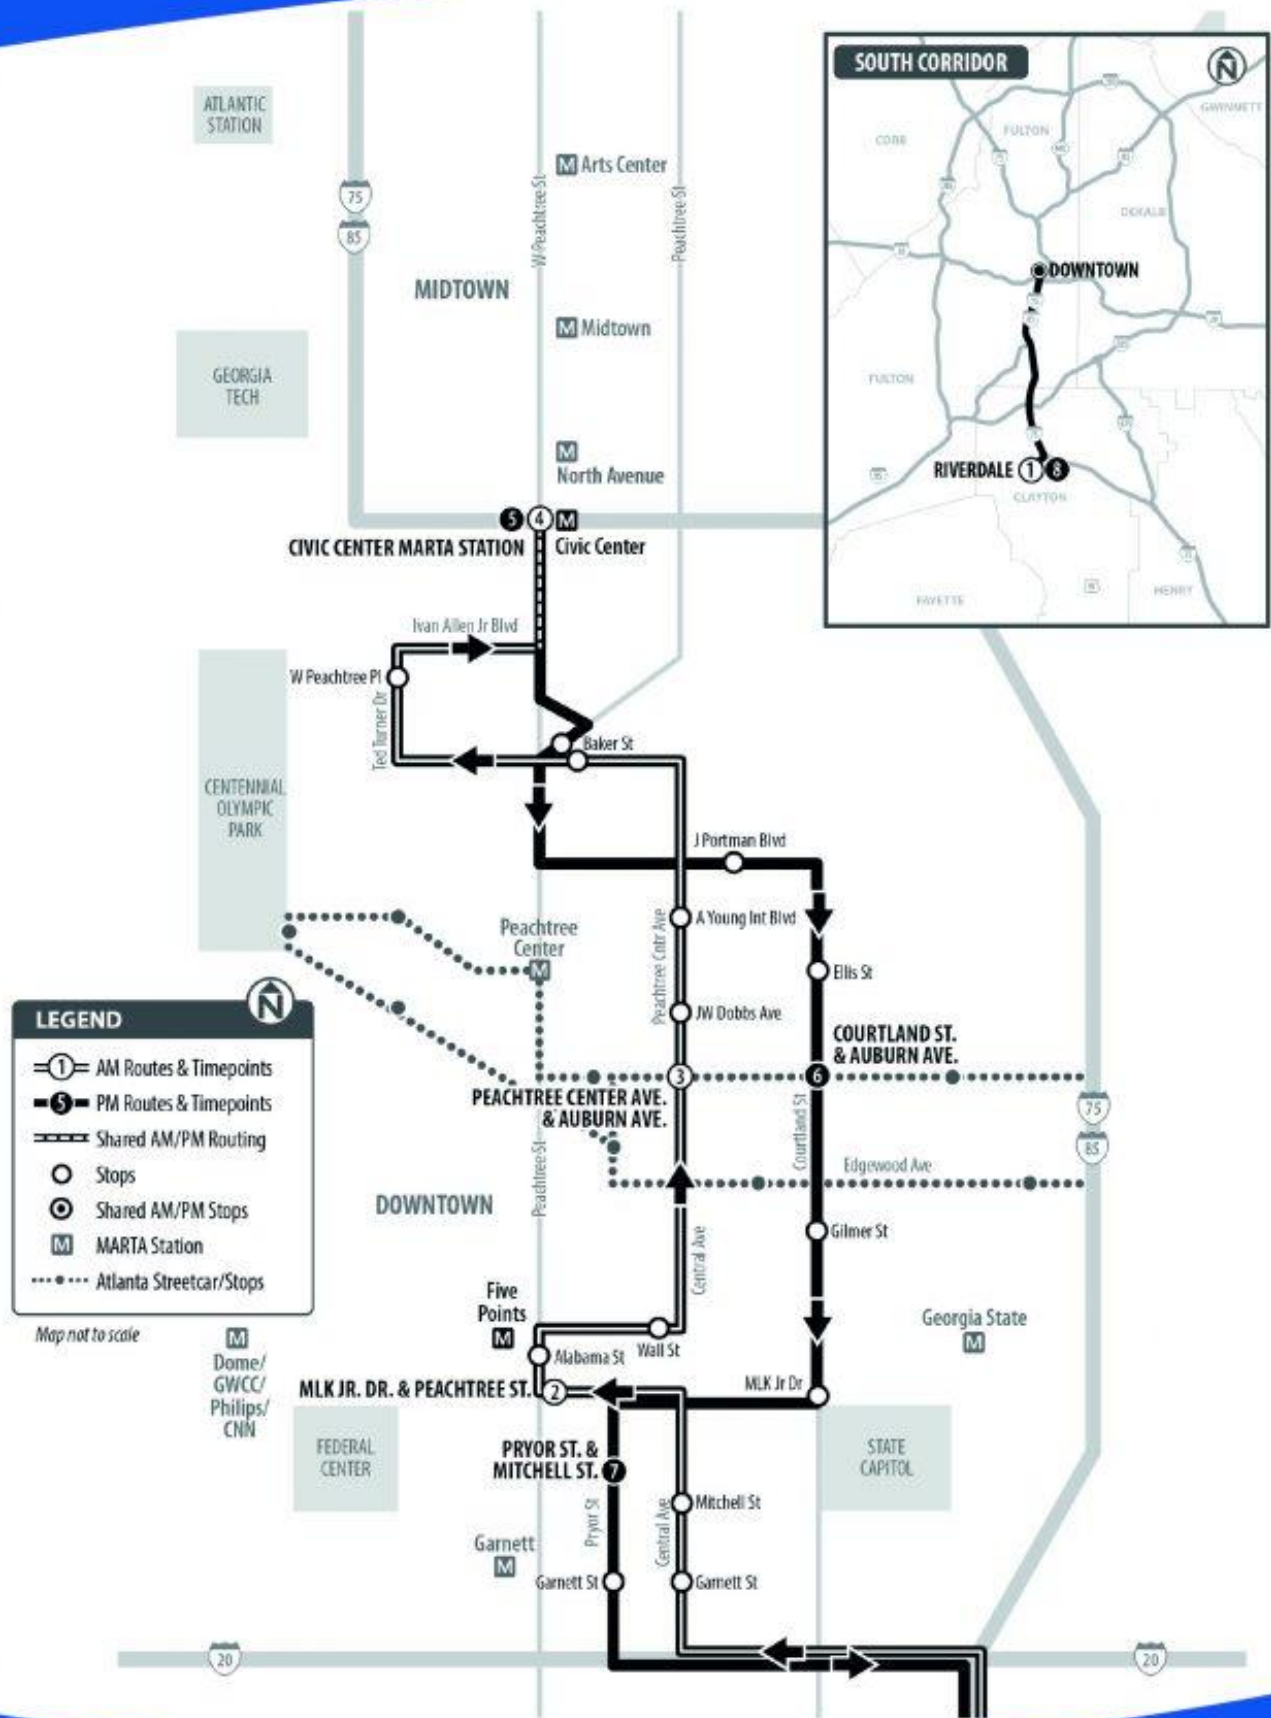 SOUTH CORRIDOR
N
GWINNETT
COBB
FULTON
DEKALB
DOWNTOWN
FULTON
RIVERDALE 1 8
CLAYTON
FAYETTE
HENRY
ATLANTIC
STATION
75
85
W Peachtree St
Peachtree St
M Arts Center
MIDTOWN
M Midtown
GEORGIA
TECH
M
North Avenue
5 4 M
CIVIC CENTER MARTA STATION
Civic Center
Ivan Allen Jr Blvd
W Peachtree Pl
Ted Turner Dr
Baker St
CENTENNIAL
OLYMPIC
PARK
J Portman Blvd
Peachtree Cntr Ave
A Young Int Blvd
Peachtree
Center
M
Ellis St
JW Dobbs Ave
COURTLAND ST.
& AUBURN AVE.
3
6
PEACHTREE CENTER AVE.
& AUBURN AVE.
75
85
Courtland St
Peachtree St
Edgewood Ave
DOWNTOWN
Gilmer St
Central Ave
N
LEGEND
1 AM Routes & Timepoints
5 PM Routes & Timepoints
Shared AM/PM Routing
Stops
Shared AM/PM Stops
M MARTA Station
Atlanta Streetcar/Stops
Map not to scale
Five
Points
M
Georgia State
M
M
Dome/
GWCC/
Philips/
CNN
Alabama St
Wall St
MLK JR. DR. & PEACHTREE ST. 2
MLK Jr Dr
FEDERAL
CENTER
PRYOR ST. &
MITCHELL ST. 7
STATE
CAPITOL
Pryor St
Central Ave
Mitchell St
Garnett
M
Garnett St
Garnett St
20
20